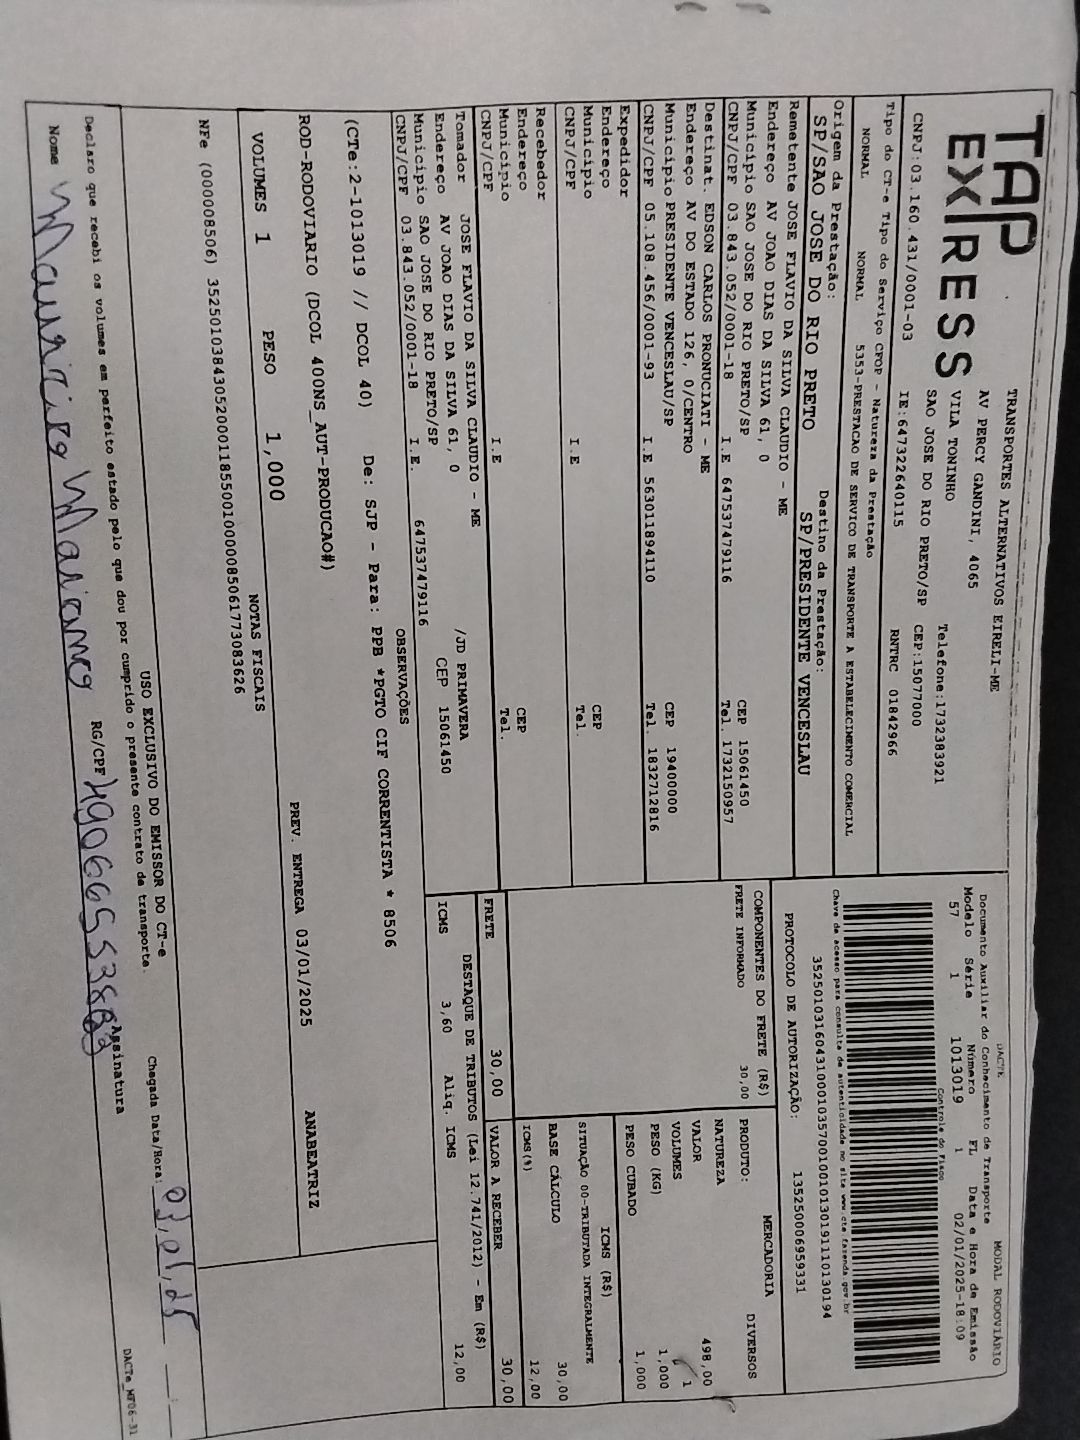 TAP EXPRESS
TRANSPORTES ALTERNATIVOS EIRELI-ME
AV PERCY GANDINI, 4065
VILA TONINHO Telefone:1732383921
SAO JOSE DO RIO PRETO/SP CEP:15077000
CNPJ:03.160.431/0001-03 IE:647322640115 RNTRC 01842966
DACTE MODAL RODOVIÁRIO
Documento Auxiliar do Conhecimento de Transporte
Modelo Série Número FL Data e Hora de Emissão
57 1 1013019 1 02/01/2025-18:09
Controle do Fisco
Chave de acesso para consulta de autenticidade no site www.cte.fazenda.gov.br
PROTOCOLO DE AUTORIZAÇÃO: 135250006959331
Tipo do CT-e Tipo do Serviço CFOP - Natureza da Prestação
NORMAL NORMAL 5353-PRESTACAO DE SERVICO DE TRANSPORTE A ESTABELECIMENTO COMERCIAL
Origem da Prestação: Destino da Prestação:
SP/SAO JOSE DO RIO PRETO SP/PRESIDENTE VENCESLAU
Remetente JOSE FLAVIO DA SILVA CLAUDIO - ME
Endereço AV JOAO DIAS DA SILVA 61, 0
Município SAO JOSE DO RIO PRETO/SP CEP 15061450
CNPJ/CPF 03.843.052/0001-18 I.E 647537479116 Tel. 1732150957
Destinat. EDSON CARLOS PRONUCIATI - ME
Endereço AV DO ESTADO 126, 0/CENTRO
Município PRESIDENTE VENCESLAU/SP CEP 19400000
CNPJ/CPF 05.108.456/0001-93 I.E 563011894110 Tel. 1832712816
Expedidor
Endereço
Município CEP
CNPJ/CPF I.E Tel.
Recebedor
Endereço
Município CEP
CNPJ/CPF I.E Tel.
Tomador JOSE FLAVIO DA SILVA CLAUDIO - ME
Endereço AV JOAO DIAS DA SILVA 61, 0 /JD PRIMAVERA
Município SAO JOSE DO RIO PRETO/SP CEP 15061450
CNPJ/CPF 03.843.052/0001-18 I.E. 647537479116
COMPONENTES DO FRETE (R$)
FRETE INFORMADO 30,00
MERCADORIA
PRODUTO: DIVERSOS
NATUREZA
VALOR 498,00
VOLUMES 1
PESO (KG) 1,000
PESO CUBADO 1,000
ICMS (R$)
SITUAÇÃO 00-TRIBUTADA INTEGRALMENTE
BASE CÁLCULO 30,00
ICMS(%) 12,00
FRETE 30,00 VALOR A RECEBER 30,00
DESTAQUE DE TRIBUTOS (Lei 12.741/2012) - Em (R$)
ICMS 3,60 Aliq. ICMS 12,00
OBSERVAÇÕES
(CTe:2-1013019 // DCOL 40) De: SJP - Para: PPB *PGTO CIF CORRENTISTA * 8506
ROD-RODOVIARIO (DCOL 400NS_AUT-PRODUCAO#)
VOLUMES 1 PESO 1,000 PREV. ENTREGA 03/01/2025 ANABEATRIZ
NOTAS FISCAIS
NFe (000008506) 35250103843052000118550010000085061773083626
USO EXCLUSIVO DO EMISSOR DO CT-e
Declaro que recebi os volumes em perfeito estado pelo que dou por cumprido o presente contrato de transporte.
Chegada Data/Hora: 03/01/25
Nome Mauricio Mariano RG/CPF Assinatura
DACTe_MF06-31